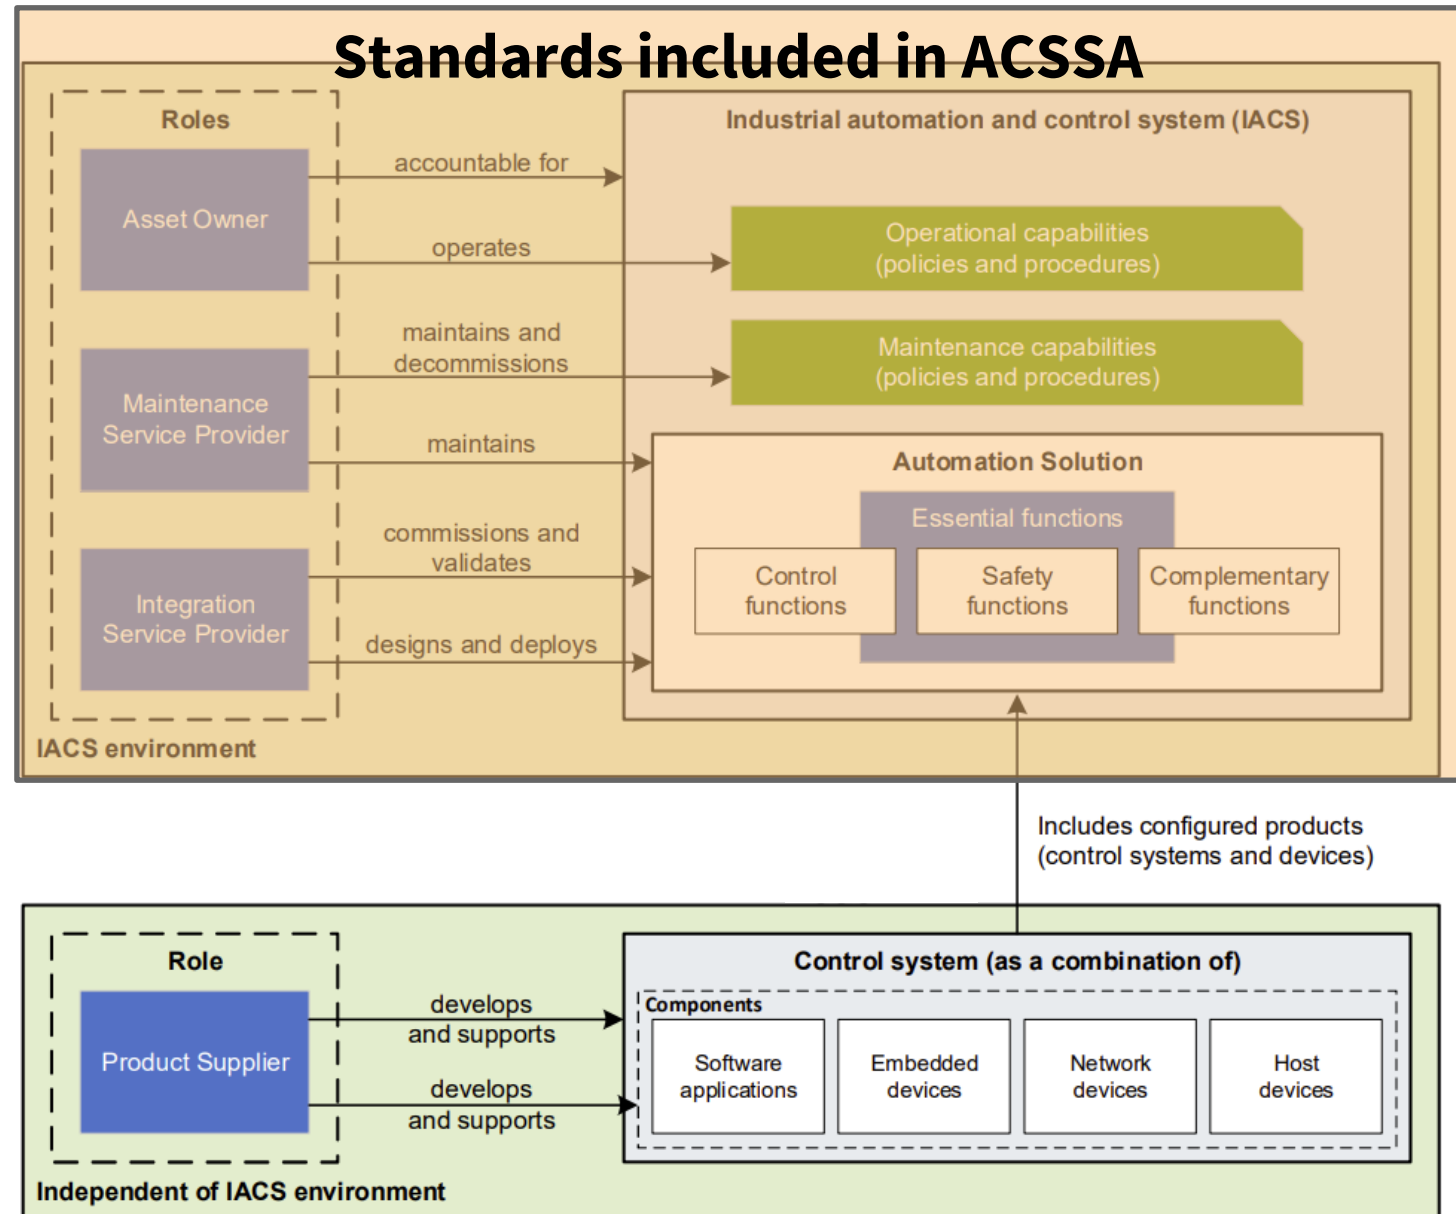 Standards included in ACSSA
Roles
Asset Owner
Maintenance
Service Provider
Integration
Service Provider
accountable for
operates
maintains and
decommissions
maintains
commissions and
validates
designs and deploys
Industrial automation and control system (IACS)
Operational capabilities
(policies and procedures)
Maintenance capabilities
(policies and procedures)
Automation Solution
Essential functions
Control
functions
Safety
functions
Complementary
functions
IACS environment
Includes configured products
(control systems and devices)
Role
Product Supplier
develops
and supports
develops
and supports
Control system (as a combination of)
Components
Software
applications
Embedded
devices
Network
devices
Host
devices
Independent of IACS environment